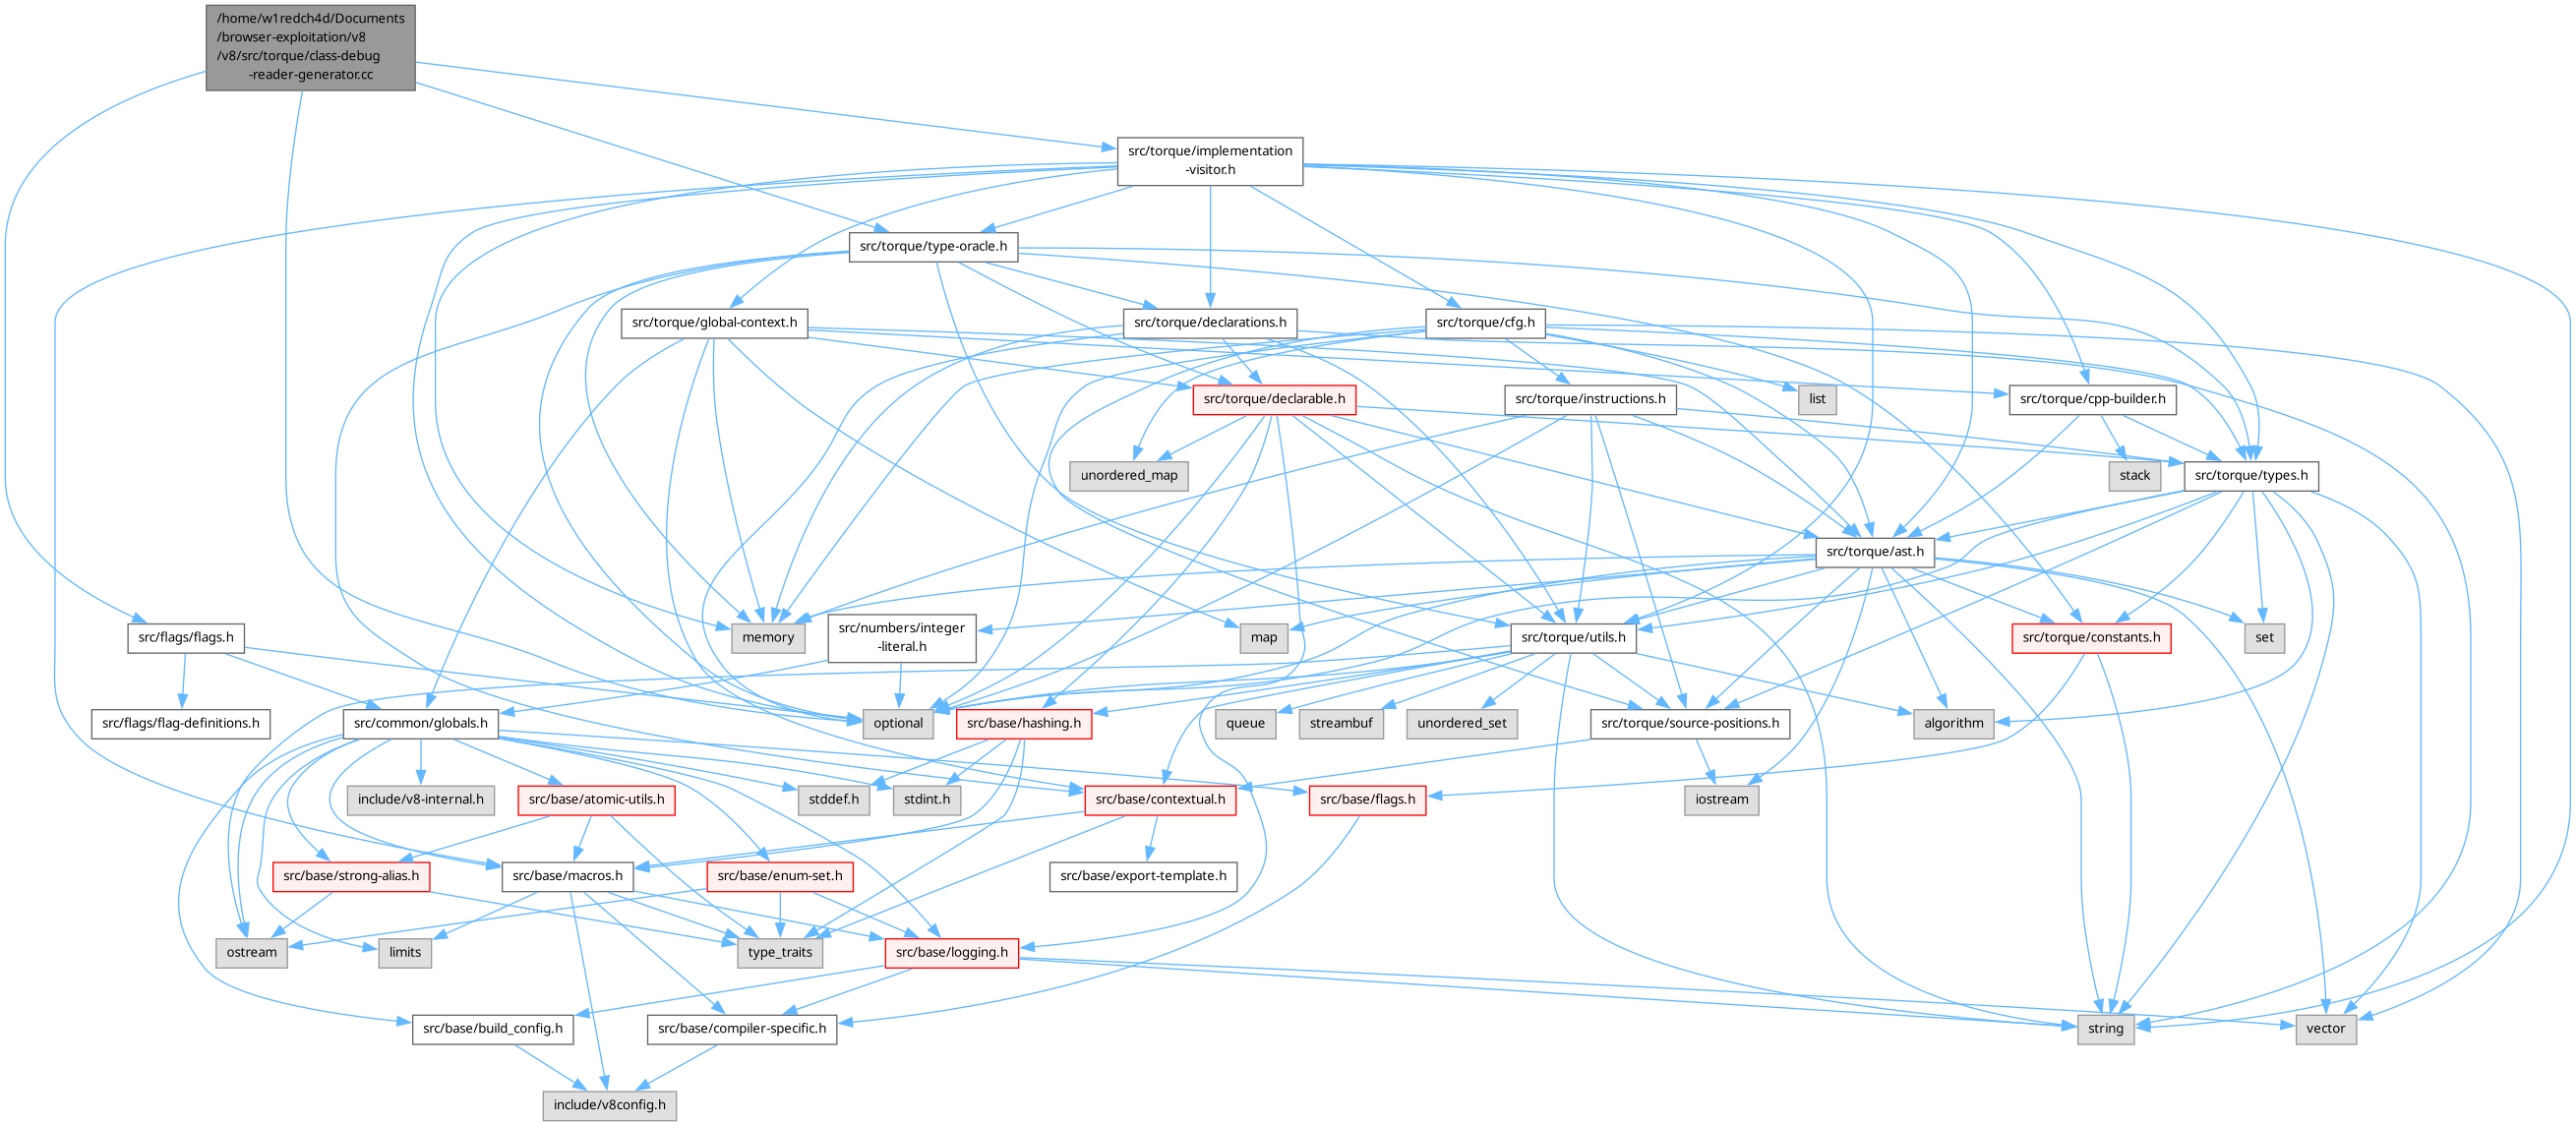 /home/w1redch4d/Documents
/browser-exploitation/v8
/v8/src/torque/class-debug
-reader-generator.cc
src/torque/implementation
-visitor.h
src/torque/type-oracle.h
src/torque/global-context.h
src/torque/declarations.h
src/torque/cfg.h
src/torque/declarable.h
src/torque/instructions.h
list
src/torque/cpp-builder.h
unordered_map
stack
src/torque/types.h
src/torque/ast.h
src/flags/flags.h
memory
src/numbers/integer
-literal.h
map
src/torque/utils.h
src/torque/constants.h
set
src/flags/flag-definitions.h
src/common/globals.h
optional
src/base/hashing.h
queue
streambuf
unordered_set
src/torque/source-positions.h
algorithm
include/v8-internal.h
src/base/atomic-utils.h
stddef.h
stdint.h
src/base/contextual.h
src/base/flags.h
iostream
src/base/strong-alias.h
src/base/macros.h
src/base/enum-set.h
src/base/export-template.h
ostream
limits
type_traits
src/base/logging.h
src/base/build_config.h
src/base/compiler-specific.h
string
vector
include/v8config.h